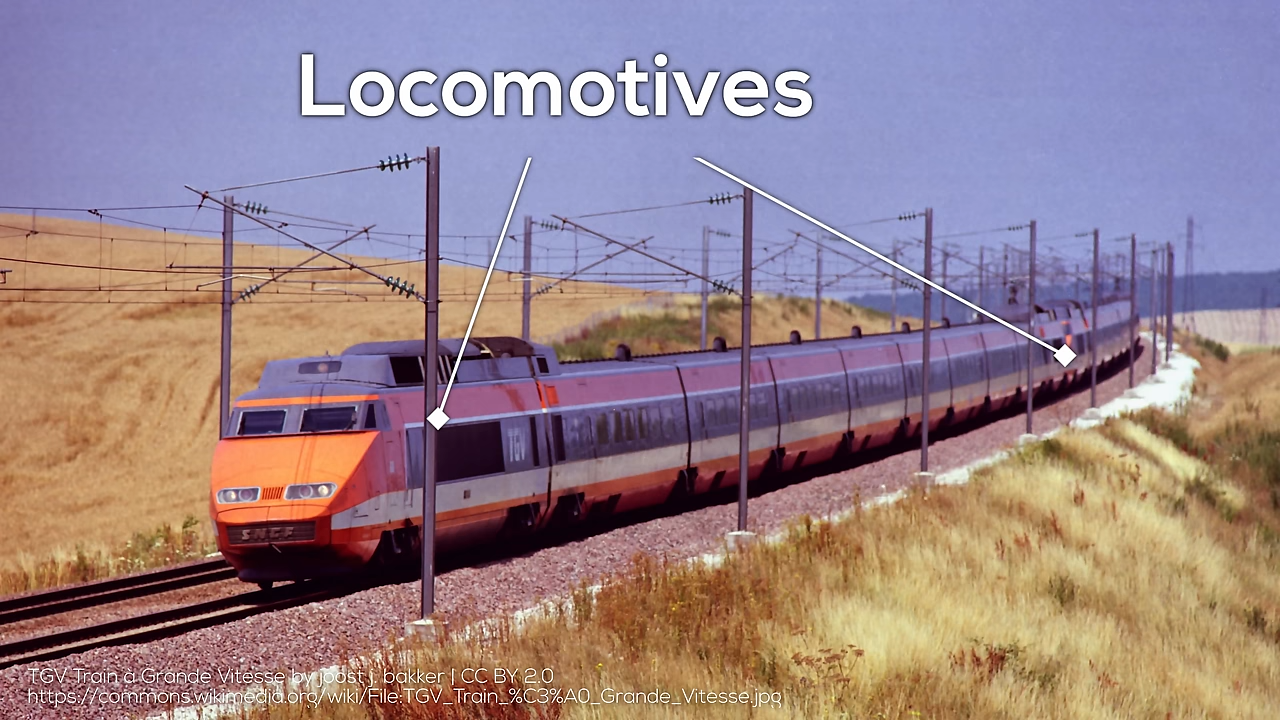 Locomotives
TGV
SNCF
TGV Train à Grande Vitesse by joost j. bakker | CC BY 2.0
https://commons.wikimedia.org/wiki/File:TGV_Train_%C3%A0_Grande_Vitesse.jpg